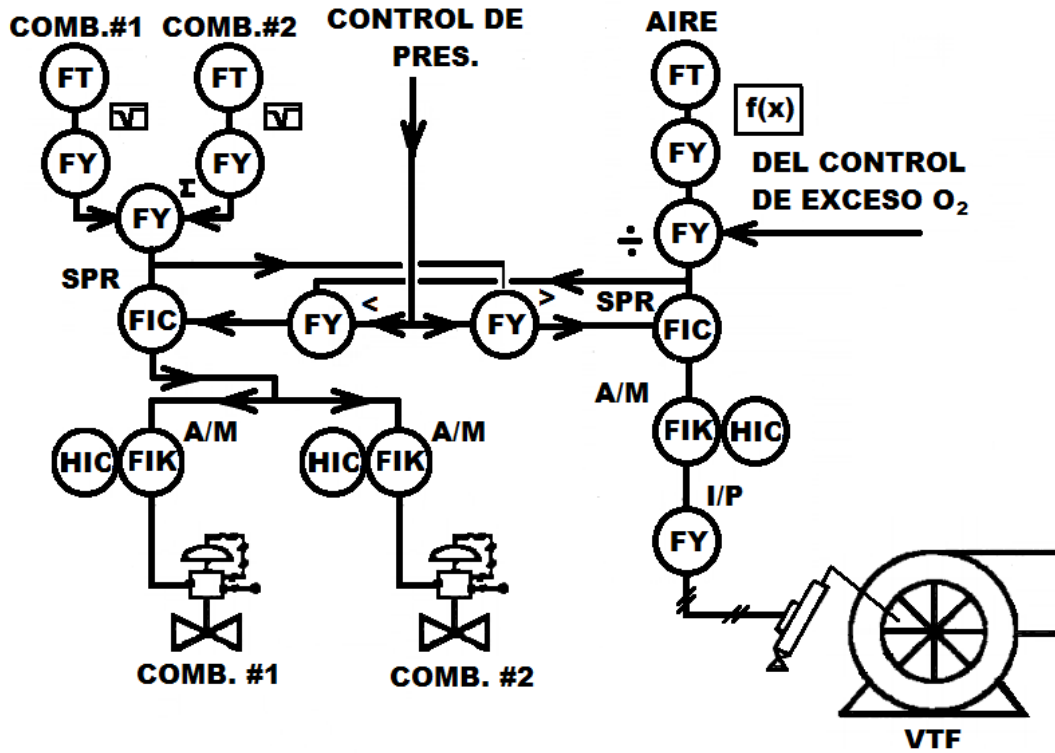 COMB.#1
COMB.#2
CONTROL DE
PRES.
AIRE
FT
FT
FT
√
√
f(x)
FY
FY
FY
DEL CONTROL
DE EXCESO O₂
FY
Σ
÷
FY
SPR
<
>
SPR
FIC
FY
FY
FIC
A/M
A/M
A/M
HIC
FIK
HIC
FIK
FIK
HIC
I/P
FY
COMB. #1
COMB. #2
VTF